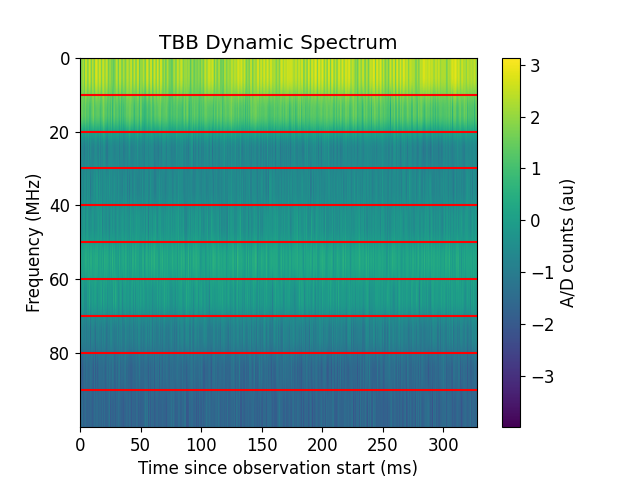 TBB Dynamic Spectrum
0
20
40
60
80
Frequency (MHz)
0 50 100 150 200 250 300
Time since observation start (ms)
3
2
1
0
−1
−2
−3
A/D counts (au)